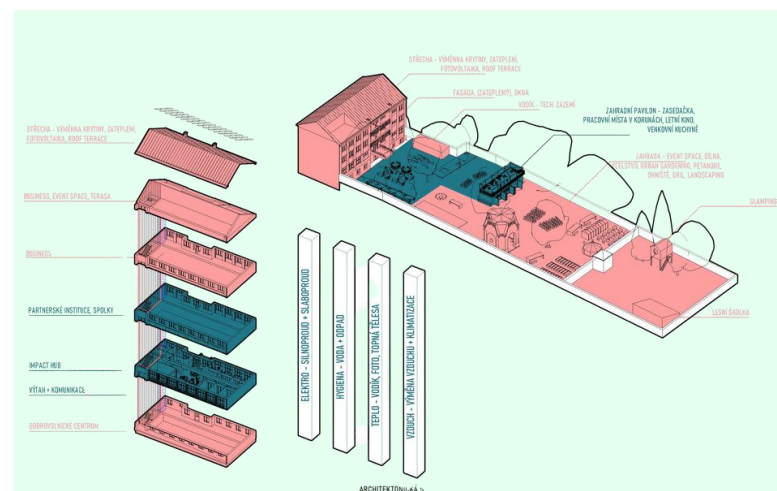 STŘECHA - VÝMĚNNA KRYTINY, ZATEPLENÍ,
FOTOVOLTAIKA, ROOF TERRACE
FASÁDA, (ZATEPLENÍ?), OKNA
VODÍK - TECH. ZÁZEMÍ
ZAHRADNÍ PAVILON - ZASEDAČKA,
PRACOVNÍ MÍSTA V KORUNÁCH, LETNÍ KINO,
VENKOVNÍ KUCHYNĚ
ZAHRADA - EVENT SPACE, DÍLNA,
URBAN GARDENING, PETANQUE,
OHNIŠTĚ, GRIL, LANDSCAPING
GLAMPING
LESNÍ ŠKOLKA
STŘECHA - VÝMĚNNA KRYTINY, ZATEPLENÍ,
FOTOVOLTAIKA, ROOF TERRACE
BUSINESS, EVENT SPACE, TERASA
BUSINESS
PARTNERSKÉ INSTITUCE, SPOLKY
IMPACT HUB
VÝTAH + KOMUNIKACE
DOBROVOLNICKÉ CENTRUM
ELEKTRO - SILNOPROUD + SLABOPROUD
HYGIENA - VODA + ODPAD
TEPLO - VODÍK, FOTO, TOPNÁ TĚLESA
VZOUCH - VÝMĚNA VZDUCHU + KLIMATIZACE